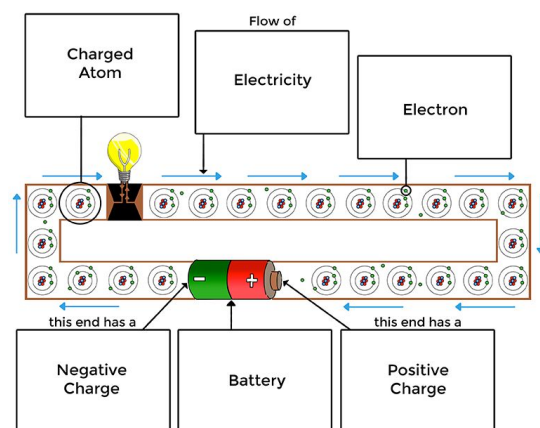 Flow of
Charged
Atom
Electricity
Electron
-
+
this end has a
this end has a
Negative
Charge
Battery
Positive
Charge